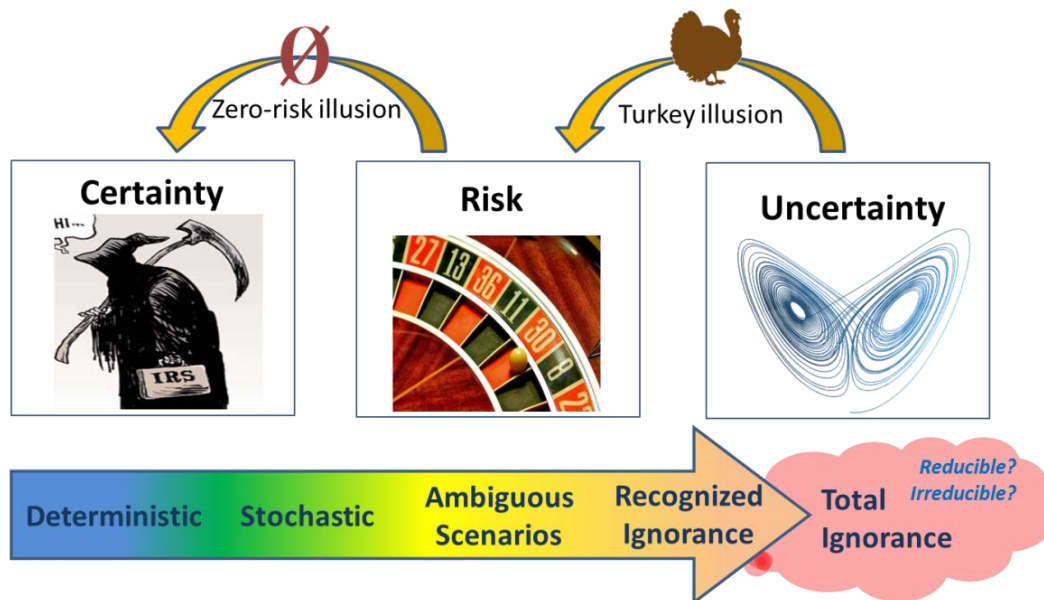 Ø
Zero-risk illusion
Turkey illusion
Certainty
HI...
IRS
Risk
27
13
36
11
30
8
Uncertainty
Deterministic
Stochastic
Ambiguous
Scenarios
Recognized
Ignorance
Total
Ignorance
Reducible?
Irreducible?